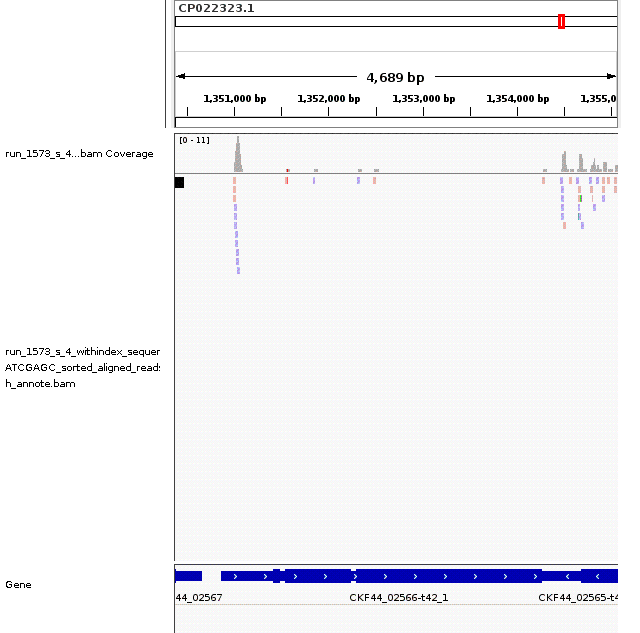 CP022323.1
4,689 bp
1,351,000 bp 1,352,000 bp 1,353,000 bp 1,354,000 bp 1,355,0
[0 - 11]
run_1573_s_4...bam Coverage
run_1573_s_4_withindex_sequer
ATCGAGC_sorted_aligned_read:
h_annote.bam
Gene
44_02567 CKF44_02566-t42_1 CKF44_02565-t4